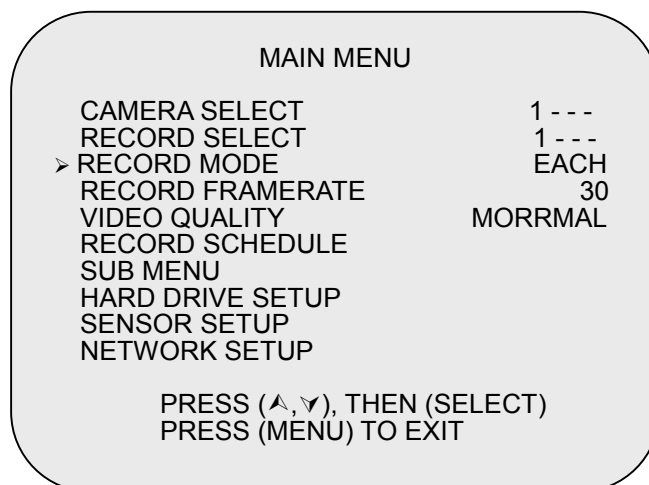 MAIN MENU
CAMERA SELECT 1 - - -
RECORD SELECT 1 - - -
➢ RECORD MODE EACH
RECORD FRAMERATE 30
VIDEO QUALITY MORRMAL
RECORD SCHEDULE
SUB MENU
HARD DRIVE SETUP
SENSOR SETUP
NETWORK SETUP
PRESS (⮝,⮟), THEN (SELECT)
PRESS (MENU) TO EXIT